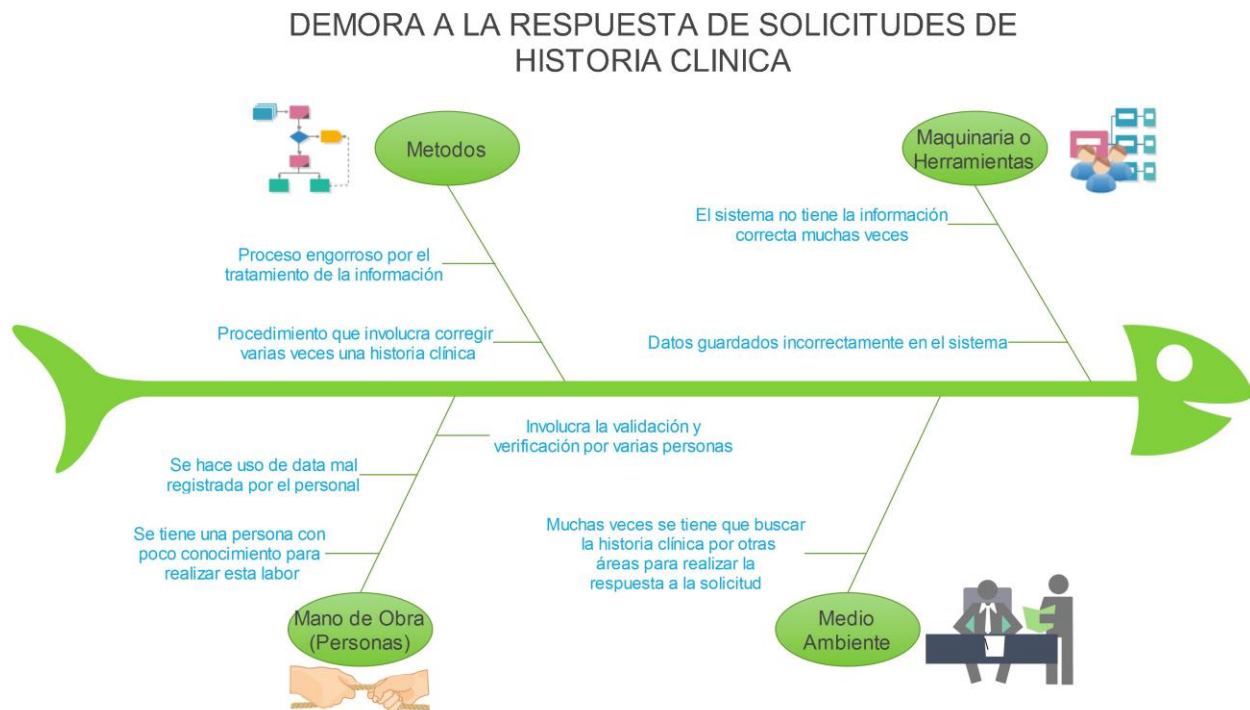 DEMORA A LA RESPUESTA DE SOLICITUDES DE
HISTORIA CLINICA
Metodos
Maquinaria o
Herramientas
El sistema no tiene la información
correcta muchas veces
Proceso engorroso por el
tratamiento de la información
Procedimiento que involucra corregir
varias veces una historia clínica
Datos guardados incorrectamente en el sistema
Involucra la validación y
verificación por varias personas
Se hace uso de data mal
registrada por el personal
Se tiene una persona con
poco conocimiento para
realizar esta labor
Muchas veces se tiene que buscar
la historia clínica por otras
áreas para realizar la
respuesta a la solicitud
Mano de Obra
(Personas)
Medio
Ambiente